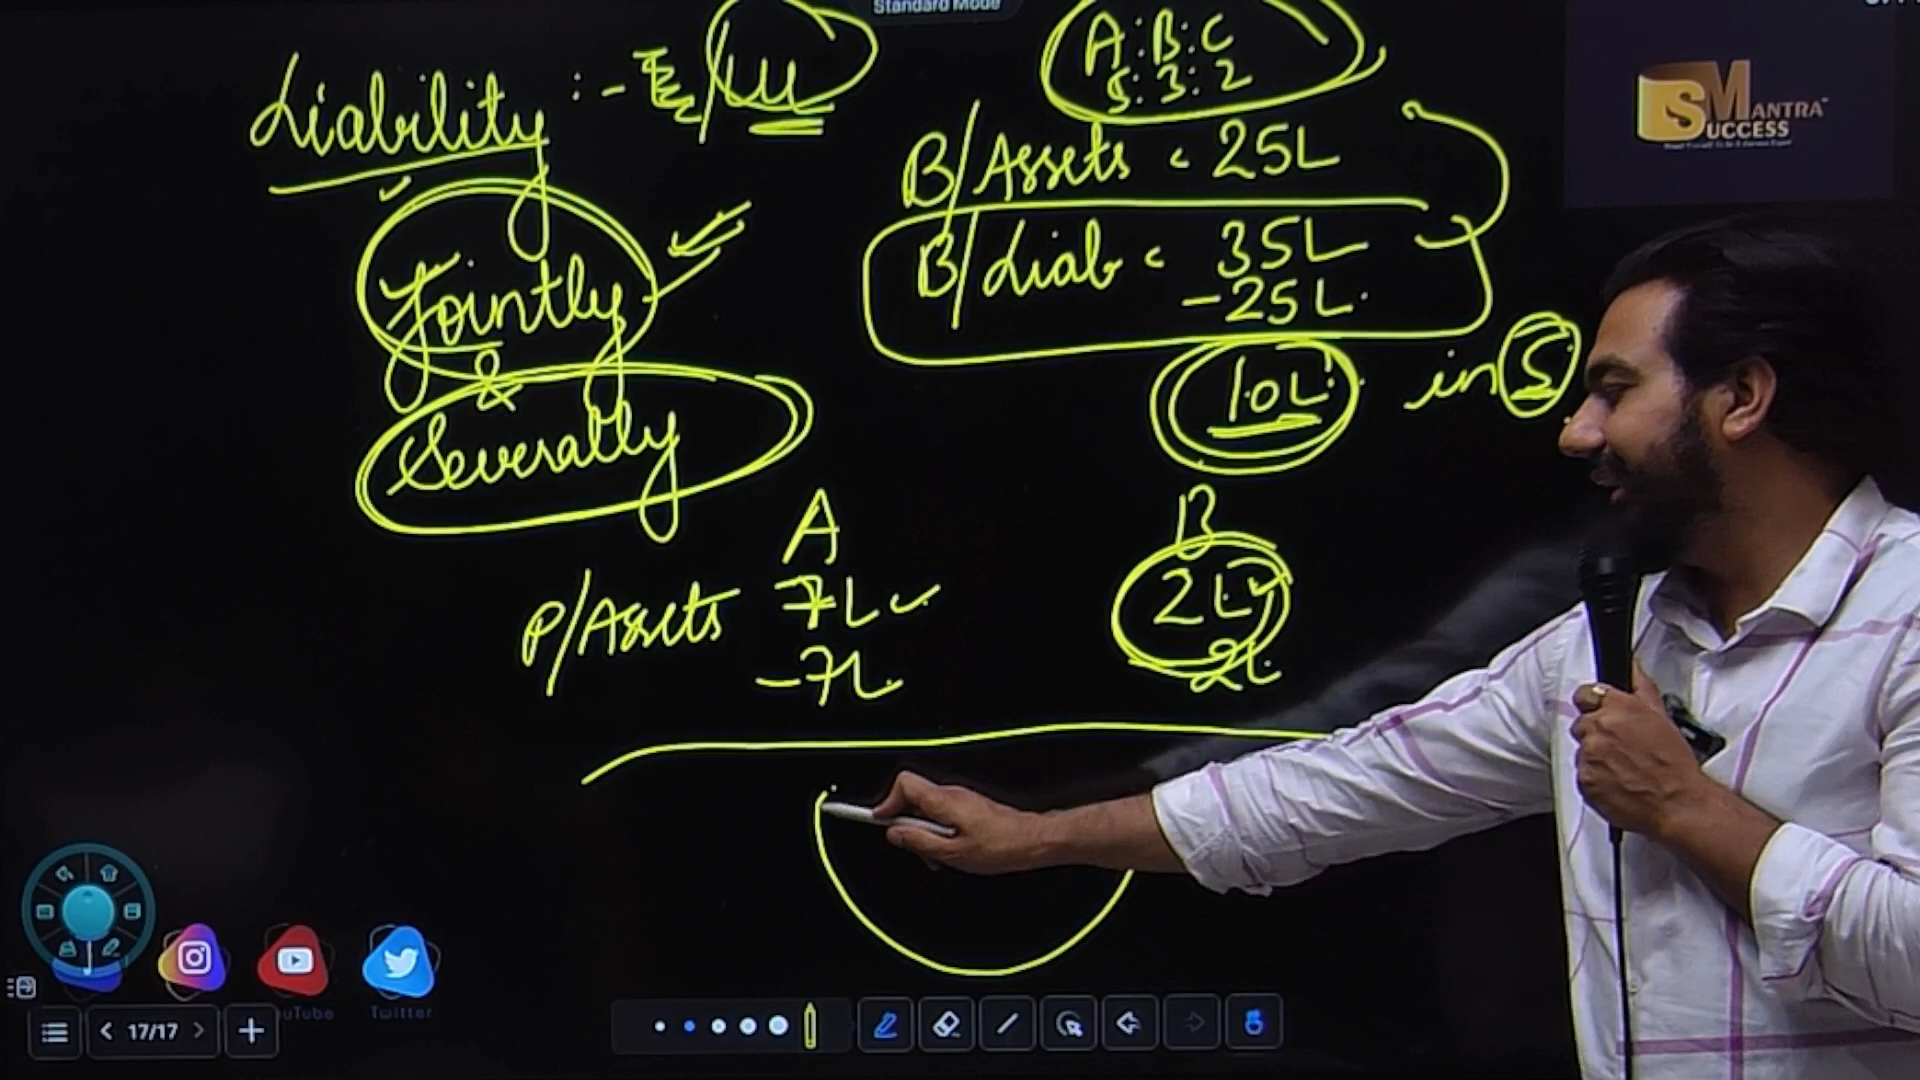 Standard Mode
Liability :-
A:B:C
5:3:2
B/Assets < 25L
B/Liab < 35L
-25L
10L in 5
Jointly
&
Severally
A B
P/Assets 7L 2L
-7L 2L
SUCCESS MANTRA
17/17
Twitter